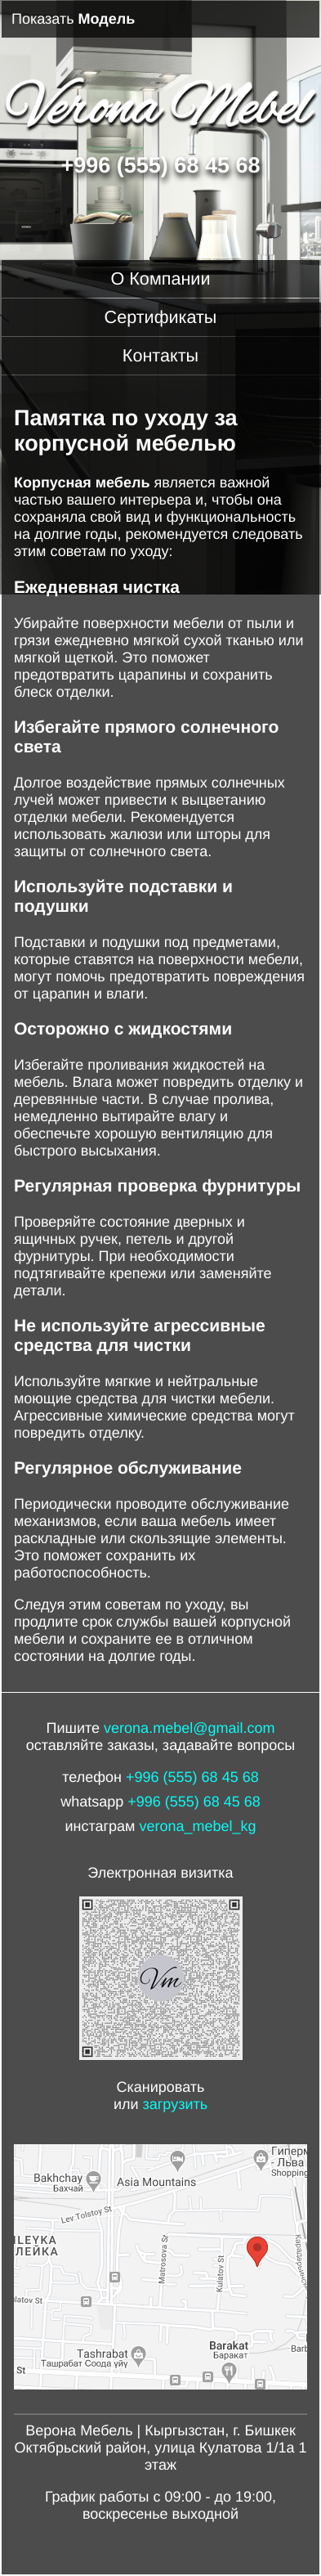 Показать Модель
Verona Mebel
+996 (555) 68 45 68
О Компании
Сертификаты
Контакты
Памятка по уходу за
корпусной мебелью
Корпусная мебель является важной
частью вашего интерьера и, чтобы она
сохраняла свой вид и функциональность
на долгие годы, рекомендуется следовать
этим советам по уходу:
Ежедневная чистка
Убирайте поверхности мебели от пыли и
грязи ежедневно мягкой сухой тканью или
мягкой щеткой. Это поможет
предотвратить царапины и сохранить
блеск отделки.
Избегайте прямого солнечного
света
Долгое воздействие прямых солнечных
лучей может привести к выцветанию
отделки мебели. Рекомендуется
использовать жалюзи или шторы для
защиты от солнечного света.
Используйте подставки и
подушки
Подставки и подушки под предметами,
которые ставятся на поверхности мебели,
могут помочь предотвратить повреждения
от царапин и влаги.
Осторожно с жидкостями
Избегайте проливания жидкостей на
мебель. Влага может повредить отделку и
деревянные части. В случае пролива,
немедленно вытирайте влагу и
обеспечьте хорошую вентиляцию для
быстрого высыхания.
Регулярная проверка фурнитуры
Проверяйте состояние дверных и
ящичных ручек, петель и другой
фурнитуры. При необходимости
подтягивайте крепежи или заменяйте
детали.
Не используйте агрессивные
средства для чистки
Используйте мягкие и нейтральные
моющие средства для чистки мебели.
Агрессивные химические средства могут
повредить отделку.
Регулярное обслуживание
Периодически проводите обслуживание
механизмов, если ваша мебель имеет
раскладные или скользящие элементы.
Это поможет сохранить их
работоспособность.
Следуя этим советам по уходу, вы
продлите срок службы вашей корпусной
мебели и сохраните ее в отличном
состоянии на долгие годы.
Пишите verona.mebel@gmail.com
оставляйте заказы, задавайте вопросы
телефон +996 (555) 68 45 68
whatsapp +996 (555) 68 45 68
инстаграм verona_mebel_kg
Электронная визитка
Vm
Сканировать
или загрузить
Гиперм
- Льва
Shopping
Bakhchay
Бахчай
Asia Mountains
Lev Tolstoy St
ILEYKA
ЛЕЙКА
Matrosova St
Kulatov St
latov St
Barakat
Баракат
Barb
Tashrabat
Ташрабат Соода үйү
St
Верона Мебель | Кыргызстан, г. Бишкек
Октябрьский район, улица Кулатова 1/1а 1
этаж
График работы с 09:00 - до 19:00,
воскресенье выходной